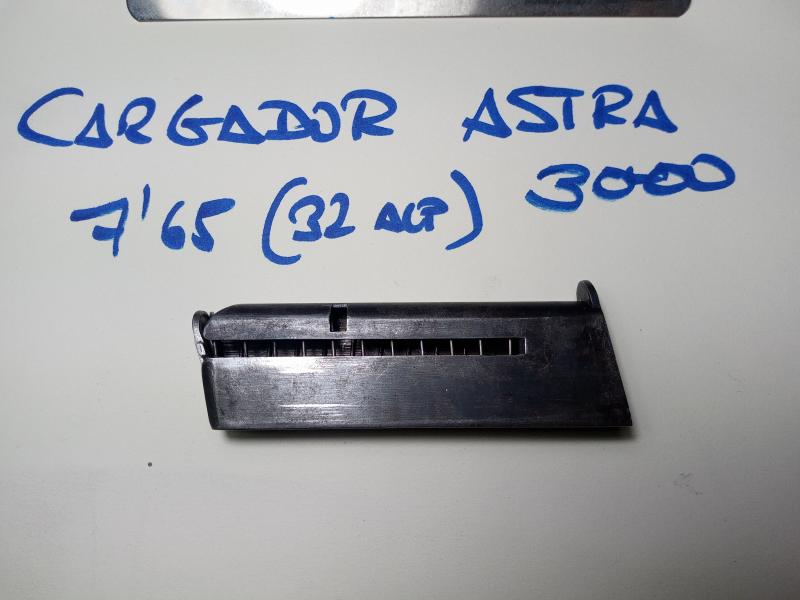 CARGADOR ASTRA
7'65 (32 ACP) 3000